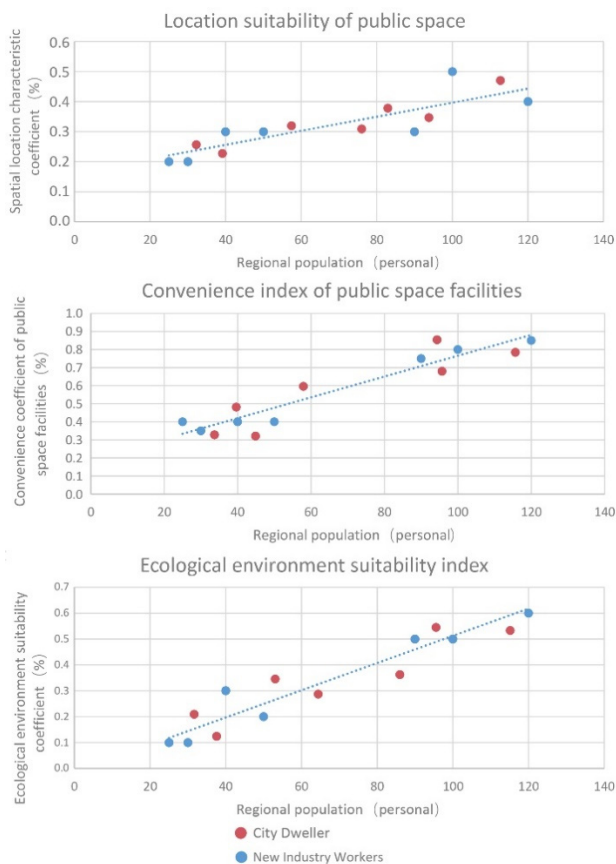 Location suitability of public space
Spatial location characteristic
coefficient (%)
0.6
0.5
0.4
0.3
0.2
0.1
0.0
20 40 60 80 100 120 140
Regional population (personal)
Convenience index of public space facilities
Convenience coefficient of public
space facilities (%)
1.0
0.9
0.8
0.7
0.6
0.5
0.4
0.3
0.2
0.1
0.0
0 20 40 60 80 100 120 140
Regional population (personal)
Ecological environment suitability index
Ecological environment suitability
coefficient (%)
0.7
0.6
0.5
0.4
0.3
0.2
0.1
0.0
0 20 40 60 80 100 120 140
Regional population (personal)
City Dweller
New Industry Workers